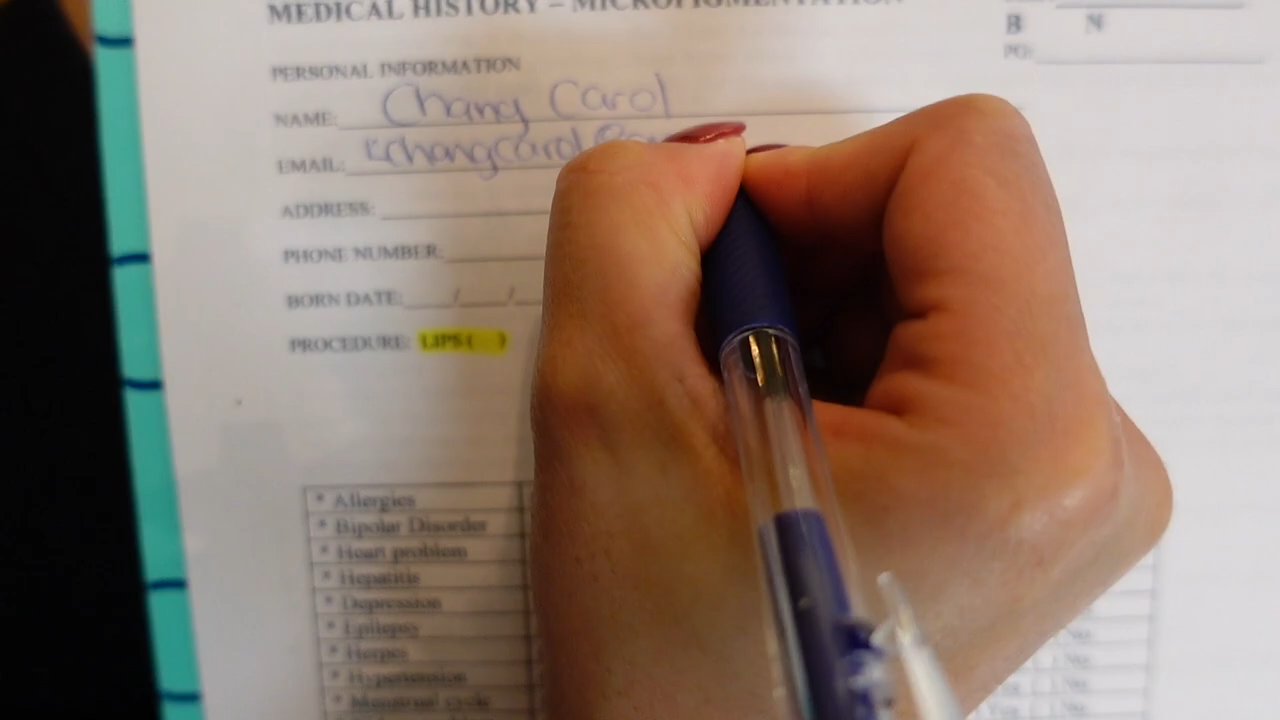 MEDICAL HISTORY – MICROPIGMENTATION
B N
PG:
PERSONAL INFORMATION
NAME: Chang Carol
EMAIL:
ADDRESS:
PHONE NUMBER:
BORN DATE: / /
PROCEDURE: LIPS ( )
* Allergies
* Bipolar Disorder
* Heart problem
* Hepatitis
* Depression
* Epilepsy
* Herpes
* Hypertension
* Menstrual cycle